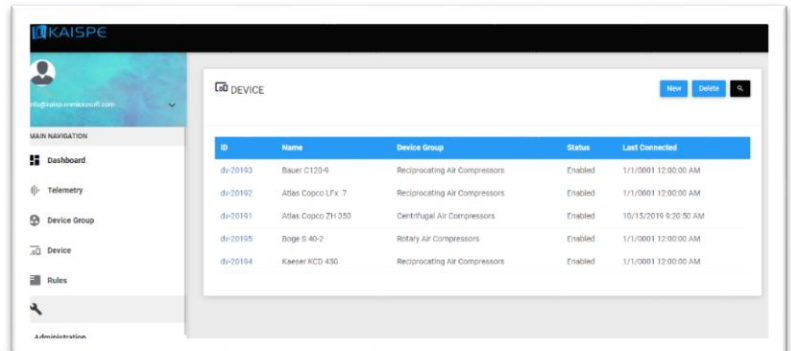 KAISPE
DEVICE
New Delete
MAIN NAVIGATION
Dashboard
Telemetry
Device Group
Device
Rules
Administration
ID Name Device Group Status Last Connected
dv-20193 Bauer C120-9 Reciprocating Air Compressors Enabled 1/1/0001 12:00:00 AM
dv-20192 Atlas Copco LFx .7 Reciprocating Air Compressors Enabled 1/1/0001 12:00:00 AM
dv-20191 Atlas Copco ZH 350 Centrifugal Air Compressors Enabled 10/15/2019 9:20:50 AM
dv-20195 Boge S 40-2 Rotary Air Compressors Enabled 1/1/0001 12:00:00 AM
dv-20194 Kaeser KCD 450 Reciprocating Air Compressors Enabled 1/1/0001 12:00:00 AM